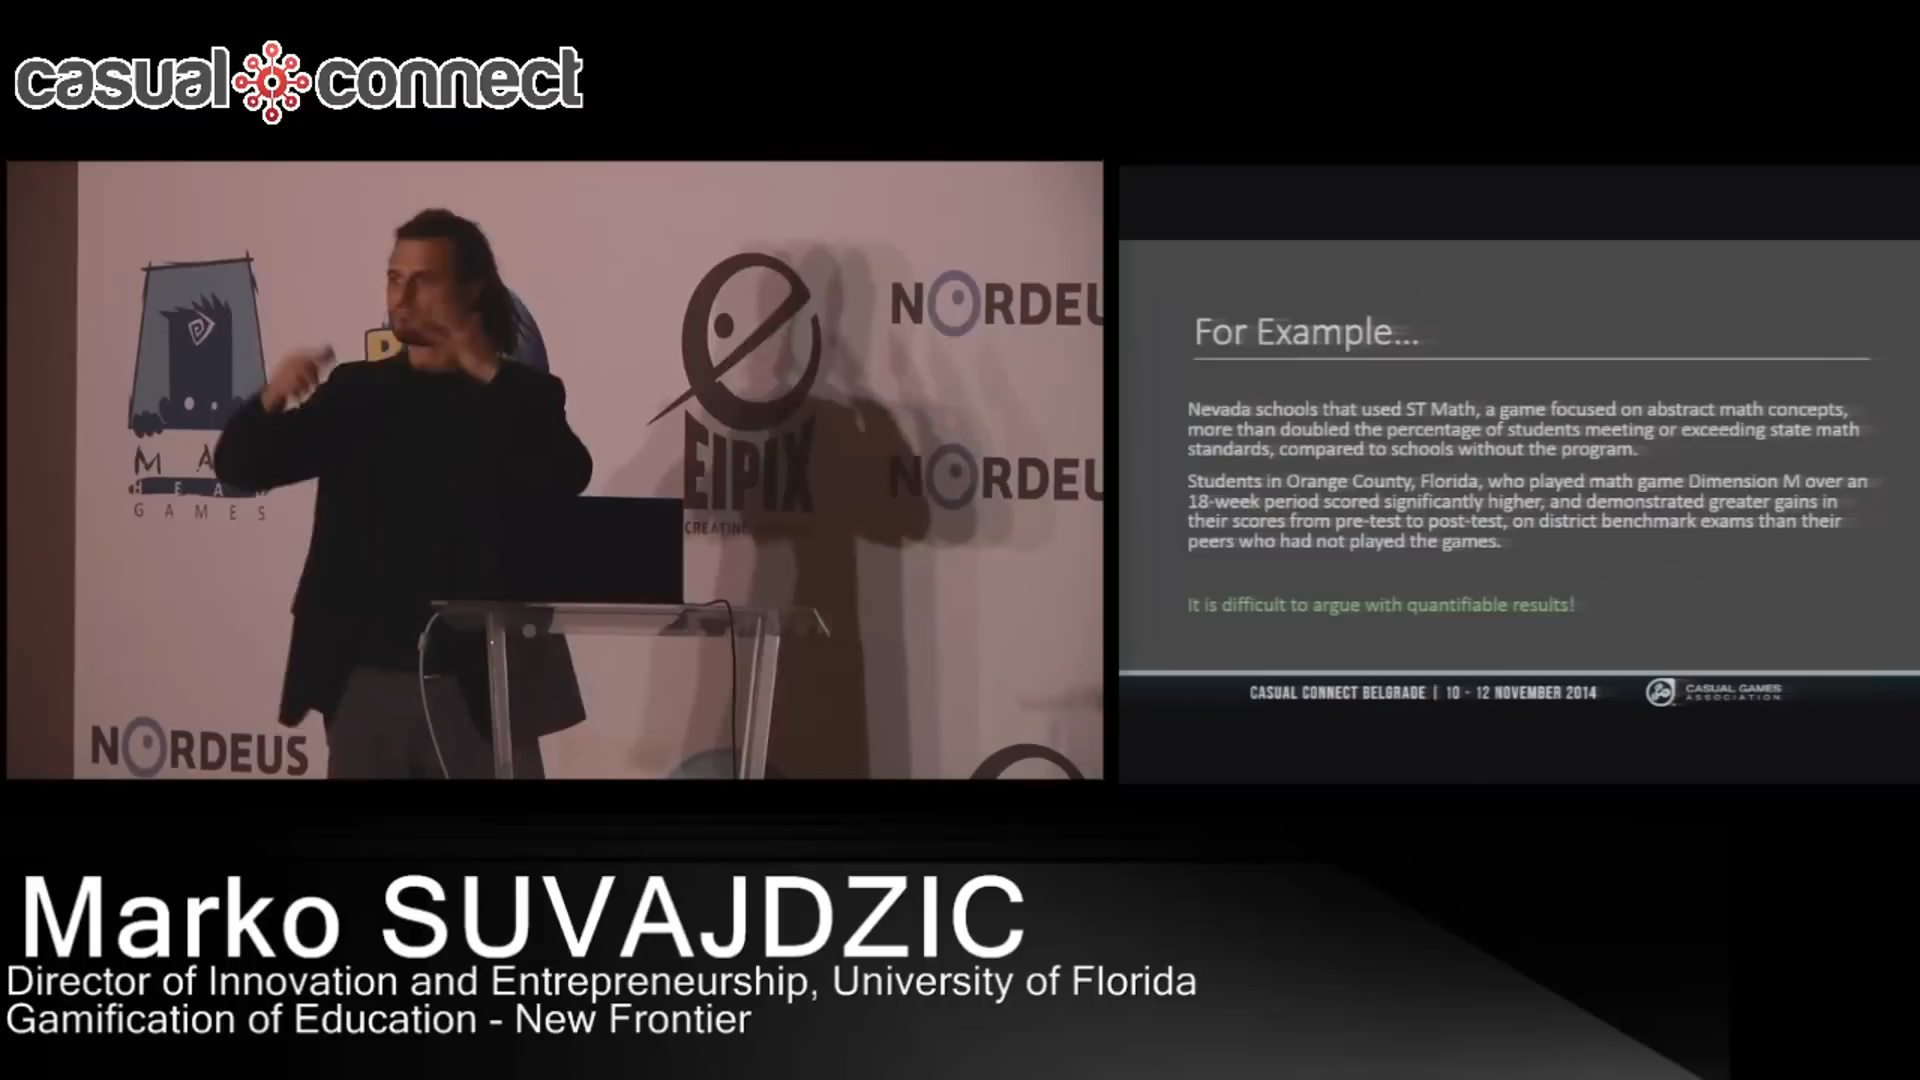 casual connect
MA
HEAD
GAMES
EIPIX
CREATING
NORDEU
NORDEU
NORDEUS
For Example...
Nevada schools that used ST Math, a game focused on abstract math concepts,
more than doubled the percentage of students meeting or exceeding state math
standards, compared to schools without the program.
Students in Orange County, Florida, who played math game Dimension M over an
18-week period scored significantly higher, and demonstrated greater gains in
their scores from pre-test to post-test, on district benchmark exams than their
peers who had not played the games.
It is difficult to argue with quantifiable results!
CASUAL CONNECT BELGRADE | 10 - 12 NOVEMBER 2014
CASUAL GAMES
ASSOCIATION
Marko SUVAJDZIC
Director of Innovation and Entrepreneurship, University of Florida
Gamification of Education - New Frontier